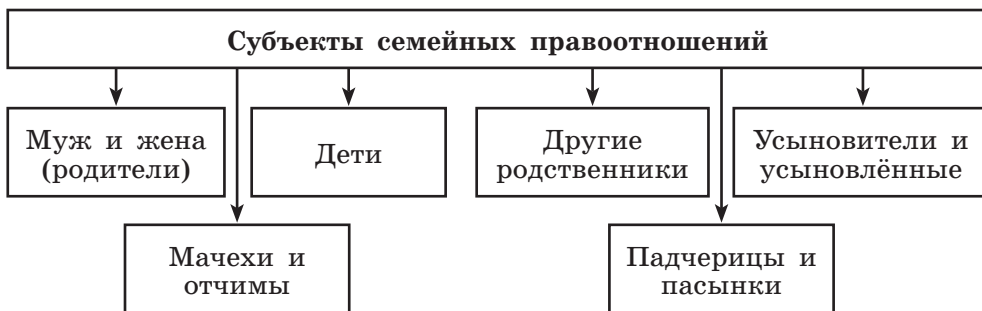 Субъекты семейных правоотношений
Муж и жена
(родители)
Дети
Другие
родственники
Усыновители и
усыновлённые
Мачехи и
отчимы
Падчерицы и
пасынки